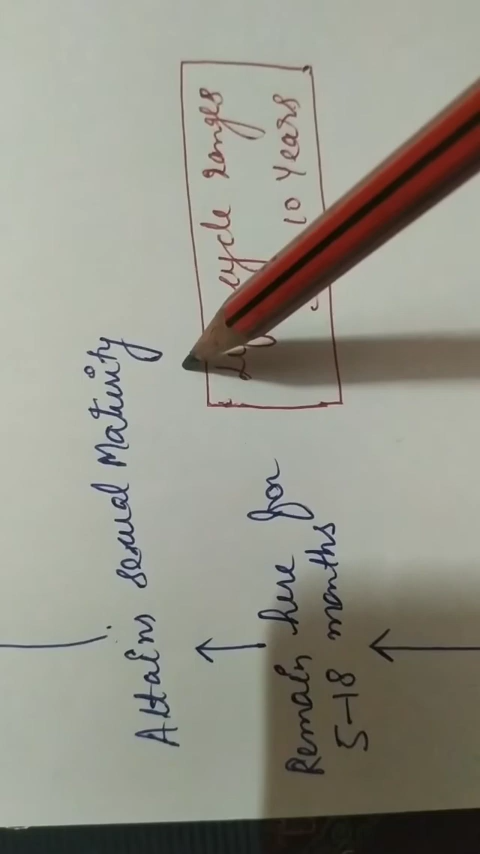 Attains sexual Maturity
Remain here for
5-18 months
cycle ranges
10 Years